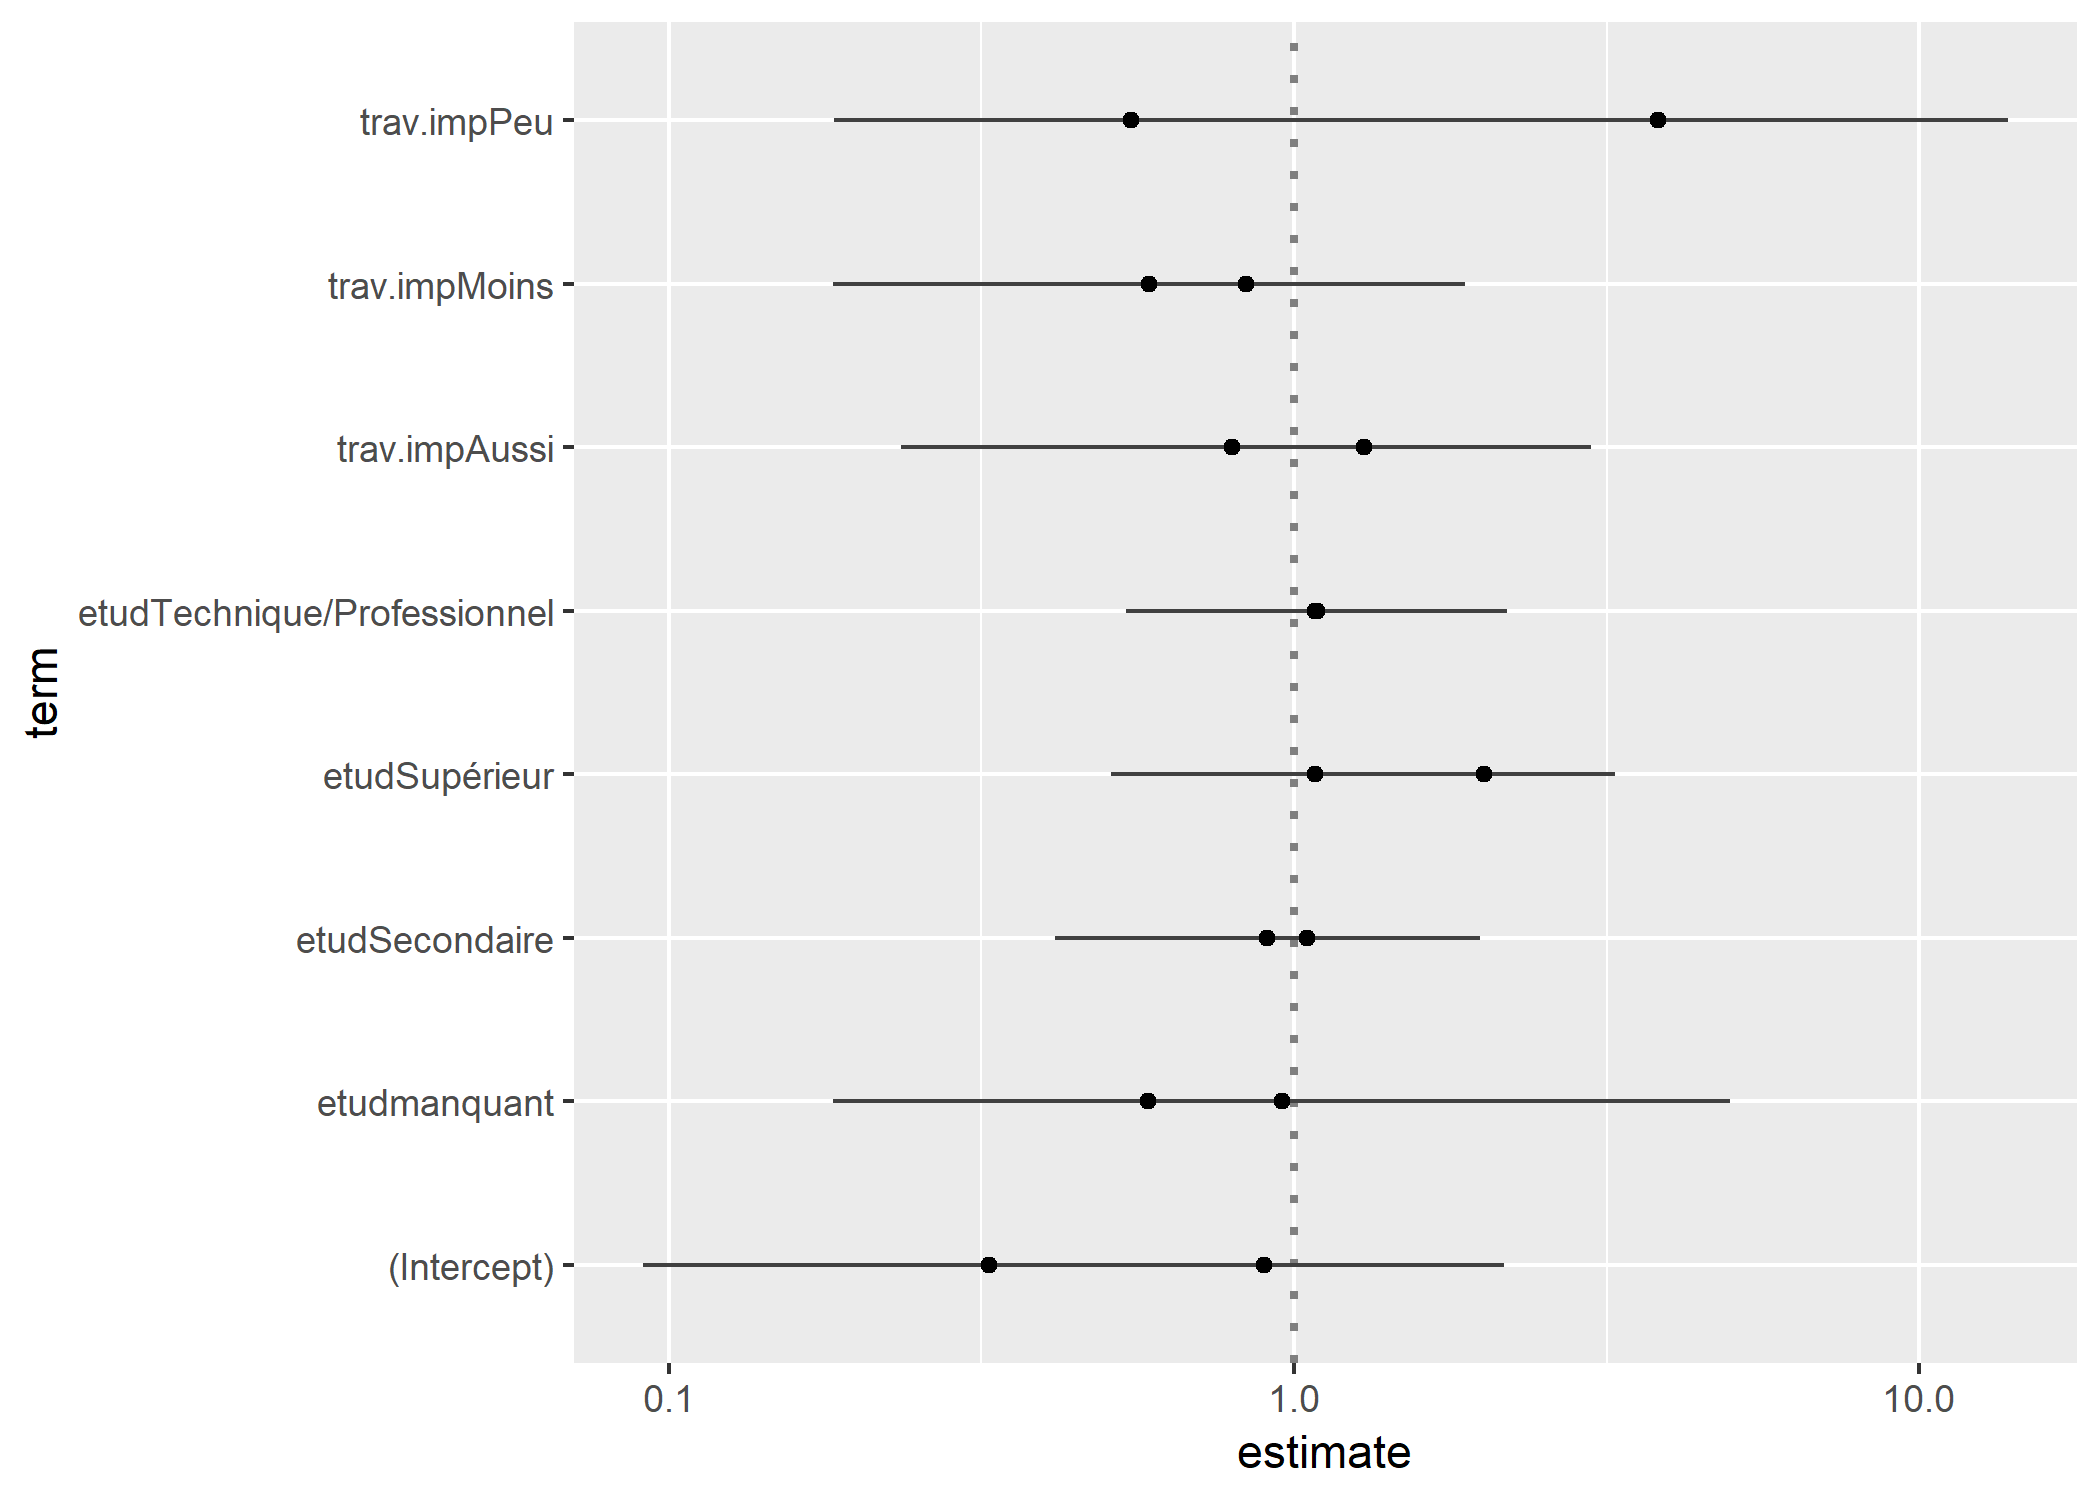 trav.impPeu
trav.impMoins
trav.impAussi
etudTechnique/Professionnel
term
etudSupérieur
etudSecondaire
etudmanquant
(Intercept)
0.1 1.0 10.0
estimate